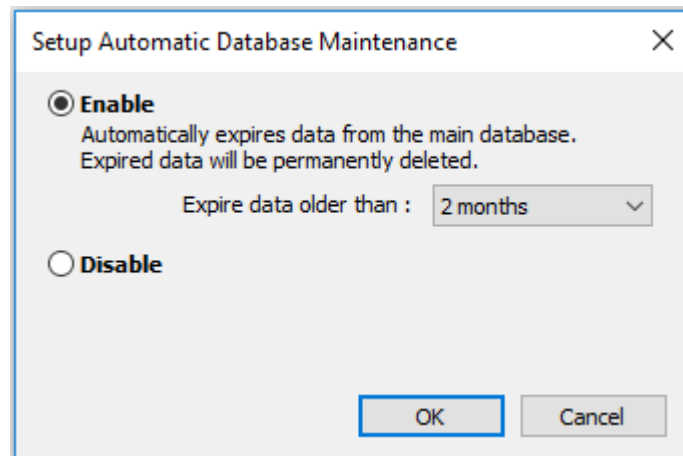 Setup Automatic Database Maintenance
Enable
Automatically expires data from the main database.
Expired data will be permanently deleted.
Expire data older than : 2 months
Disable
OK Cancel